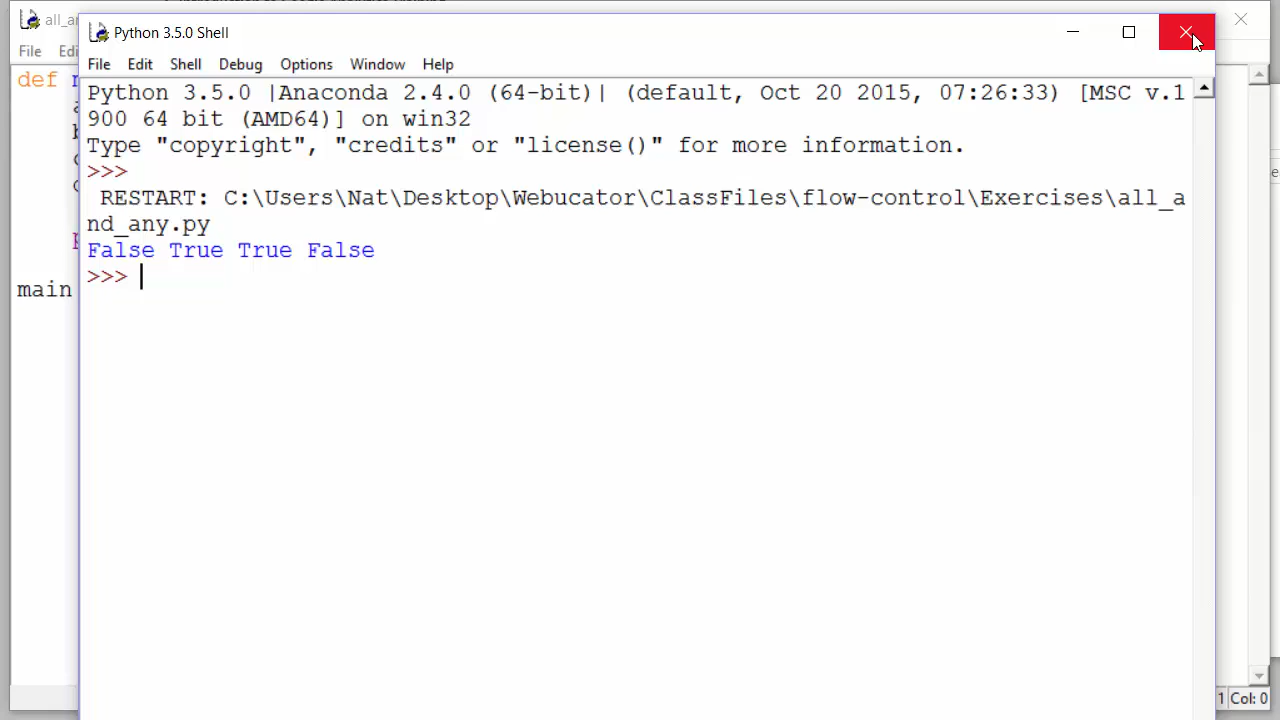 Python 3.5.0 Shell
File Edi
File Edit Shell Debug Options Window Help
def
Python 3.5.0 |Anaconda 2.4.0 (64-bit)| (default, Oct 20 2015, 07:26:33) [MSC v.1
900 64 bit (AMD64)] on win32
Type "copyright", "credits" or "license()" for more information.
>>>
RESTART: C:\Users\Nat\Desktop\Webucator\ClassFiles\flow-control\Exercises\all_a
nd_any.py
False True True False
>>>
main
1 Col: 0